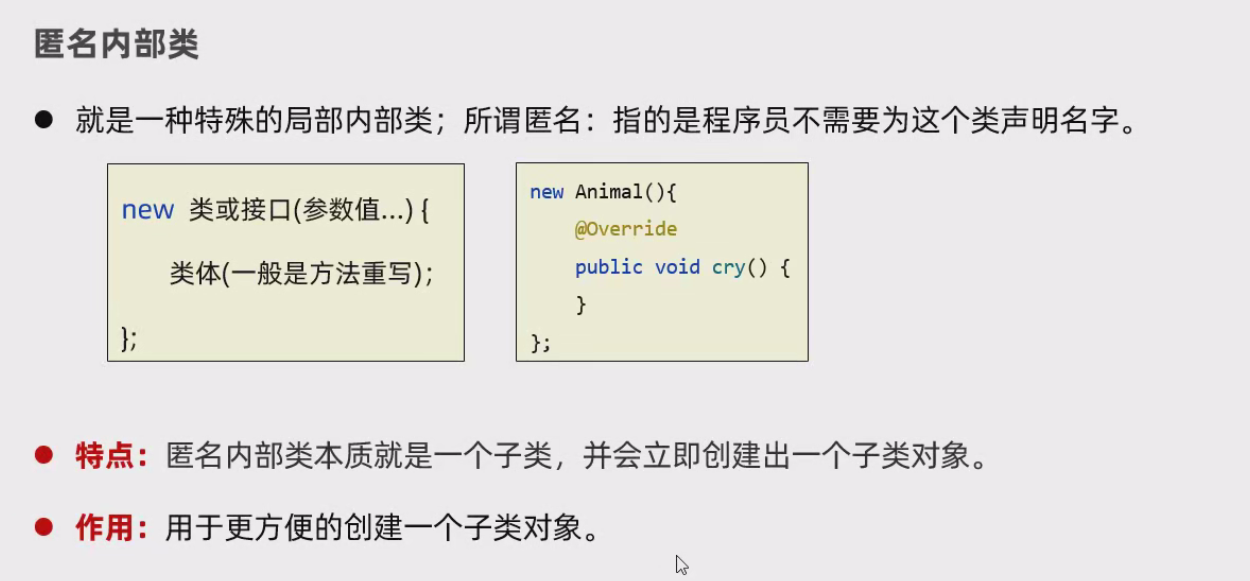 匿名内部类
● 就是一种特殊的局部内部类；所谓匿名：指的是程序员不需要为这个类声明名字。
new 类或接口(参数值...) {
类体(一般是方法重写);
};
new Animal(){
@Override
public void cry() {
}
};
● 特点：匿名内部类本质就是一个子类，并会立即创建出一个子类对象。
● 作用：用于更方便的创建一个子类对象。